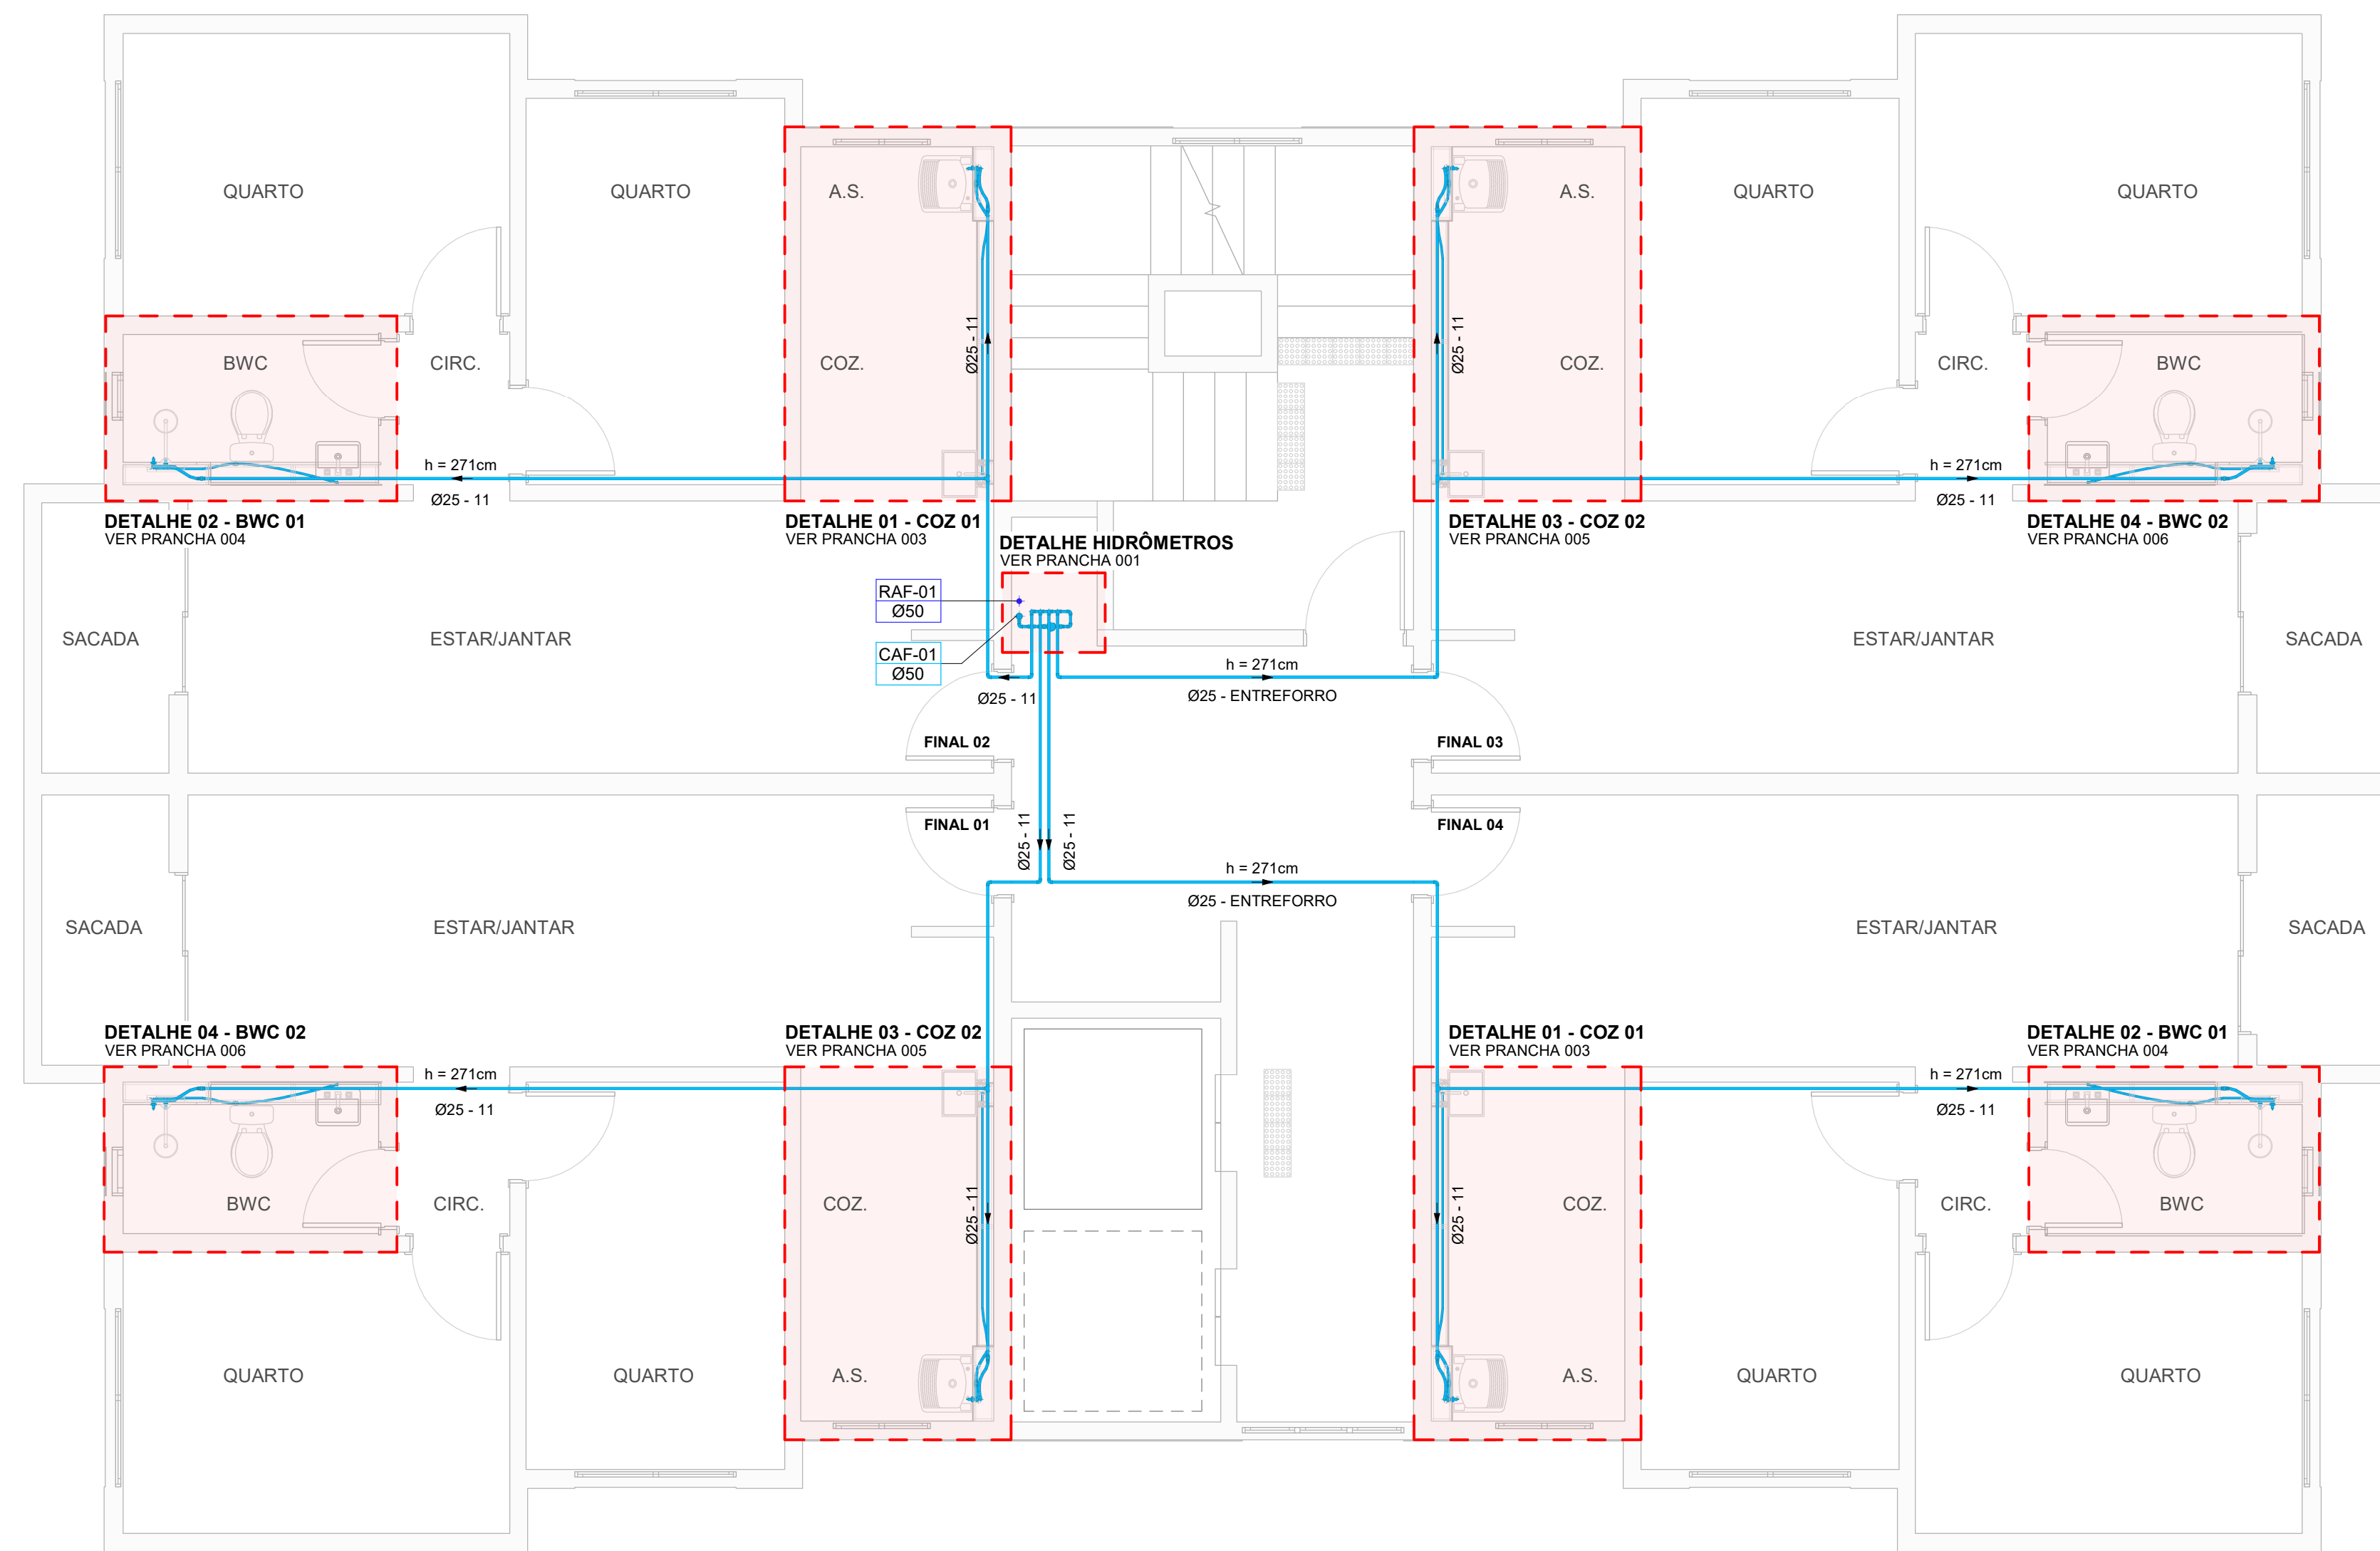 QUARTO
QUARTO
A.S.
A.S.
QUARTO
QUARTO
Ø25 - 11
Ø25 - 11
BWC
CIRC.
COZ.
COZ.
CIRC.
BWC
h = 271cm
Ø25 - 11
h = 271cm
Ø25 - 11
DETALHE 02 - BWC 01
VER PRANCHA 004
DETALHE 01 - COZ 01
VER PRANCHA 003
DETALHE 03 - COZ 02
VER PRANCHA 005
DETALHE 04 - BWC 02
VER PRANCHA 006
DETALHE HIDRÔMETROS
VER PRANCHA 001
RAF-01
Ø50
CAF-01
Ø50
SACADA
ESTAR/JANTAR
ESTAR/JANTAR
SACADA
Ø25 - 11
h = 271cm
Ø25 - ENTREFORRO
FINAL 02
FINAL 03
FINAL 01
FINAL 04
Ø25 - 11
Ø25 - 11
h = 271cm
Ø25 - ENTREFORRO
SACADA
ESTAR/JANTAR
ESTAR/JANTAR
SACADA
DETALHE 04 - BWC 02
VER PRANCHA 006
DETALHE 03 - COZ 02
VER PRANCHA 005
DETALHE 01 - COZ 01
VER PRANCHA 003
DETALHE 02 - BWC 01
VER PRANCHA 004
h = 271cm
Ø25 - 11
h = 271cm
Ø25 - 11
BWC
CIRC.
COZ.
COZ.
CIRC.
BWC
Ø25 - 11
Ø25 - 11
QUARTO
QUARTO
A.S.
A.S.
QUARTO
QUARTO